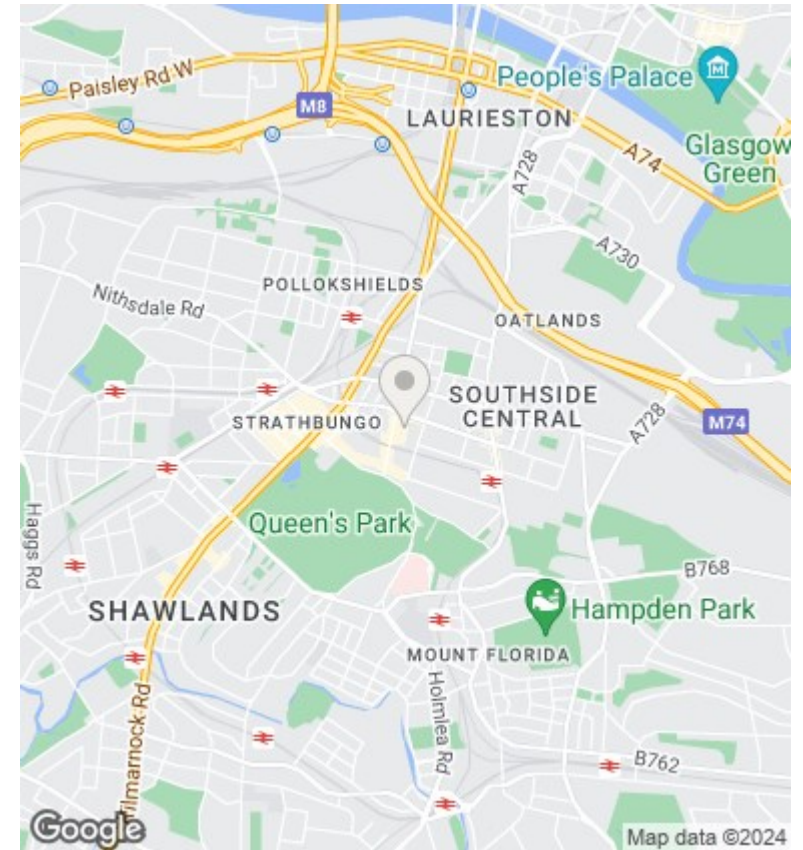 Paisley Rd W
People's Palace
M8
LAURIESTON
A74
Glasgow
Green
A728
A730
POLLOKSHIELDS
Nithsdale Rd
OATLANDS
SOUTHSIDE
CENTRAL
STRATHBUNGO
A728
M74
Queen's Park
Haggs Rd
B768
SHAWLANDS
Hampden Park
MOUNT FLORIDA
Holmlea Rd
ilmarnock Rd
B762
Google
Map data ©2024